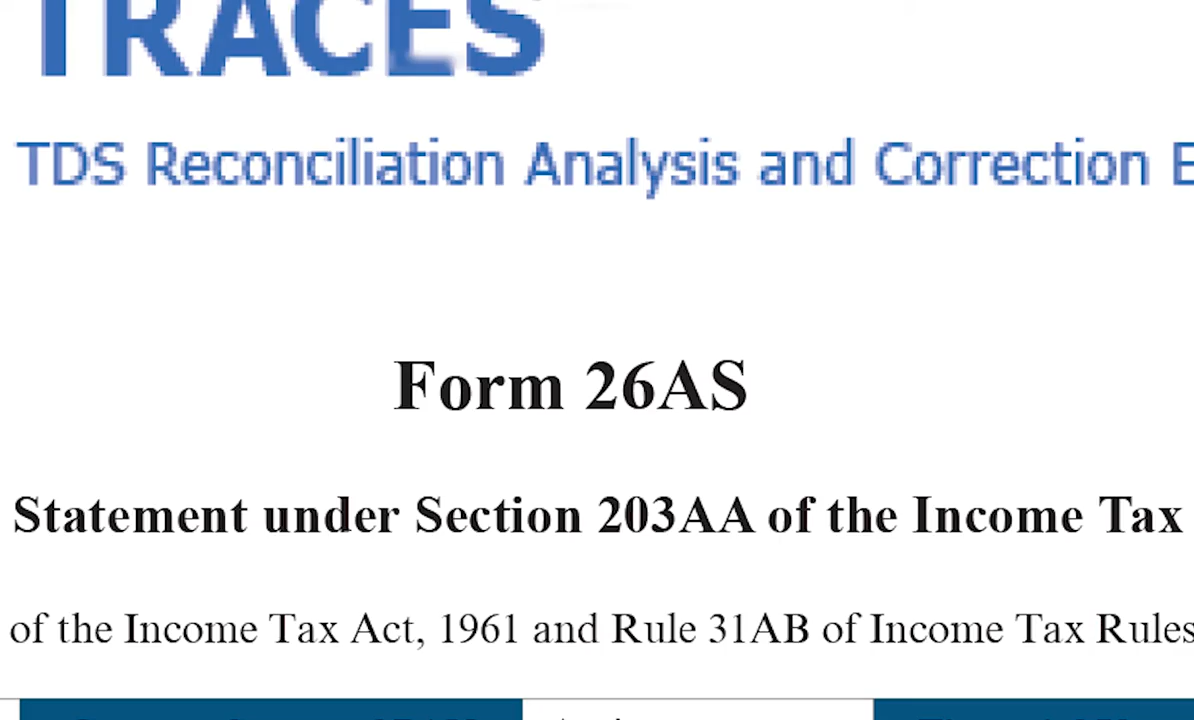 TRACES
TDS Reconciliation Analysis and Correction E
Form 26AS
Statement under Section 203AA of the Income Tax
of the Income Tax Act, 1961 and Rule 31AB of Income Tax Rules